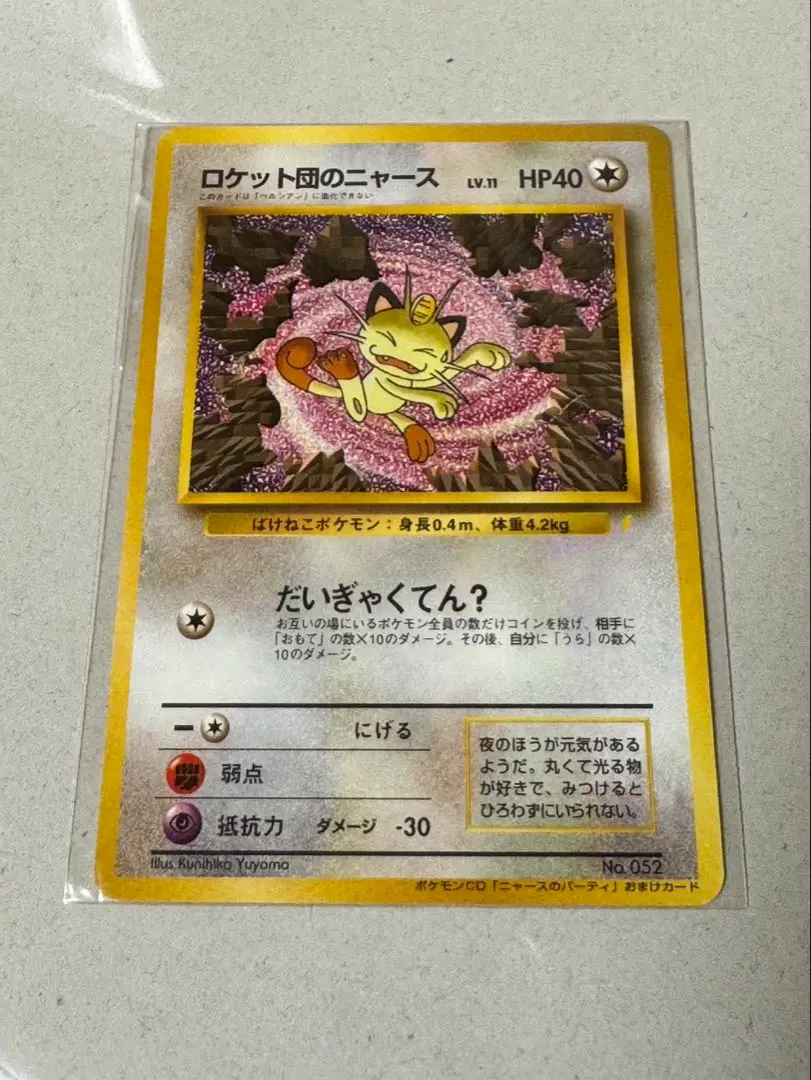 ロケット団のニャース LV.11 HP40
このカードは「ペルシアン」に進化できない
ばけねこポケモン：身長0.4m、体重4.2kg
だいぎゃくてん？
お互いの場にいるポケモン全員の数だけコインを投げ、相手に
「おもて」の数×10のダメージ。その後、自分に「うら」の数×
10のダメージ。
にげる
弱点
抵抗力 ダメージ -30
夜のほうが元気がある
ようだ。丸くて光る物
が好きで、みつけると
ひろわずにいられない。
Illus.Kunihiko Yuyama
No.052
ポケモンCD「ニャースのパーティ」おまけカード